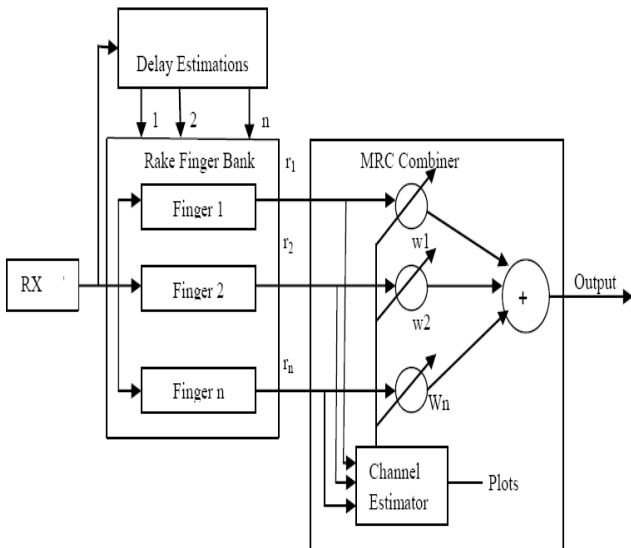 Delay Estimations
1 2 n
Rake Finger Bank
r1
MRC Combiner
Finger 1
r2
w1
RX
Finger 2
+
Output
w2
rn
Finger n
Wn
Channel
Estimator
Plots